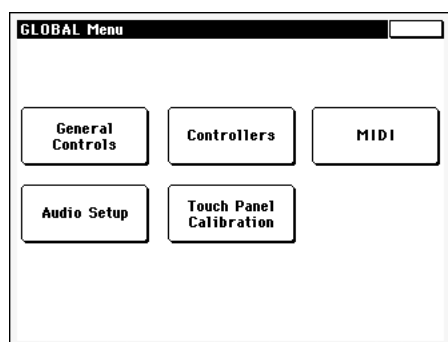 GLOBAL Menu
General
Controls
Controllers
MIDI
Audio Setup
Touch Panel
Calibration